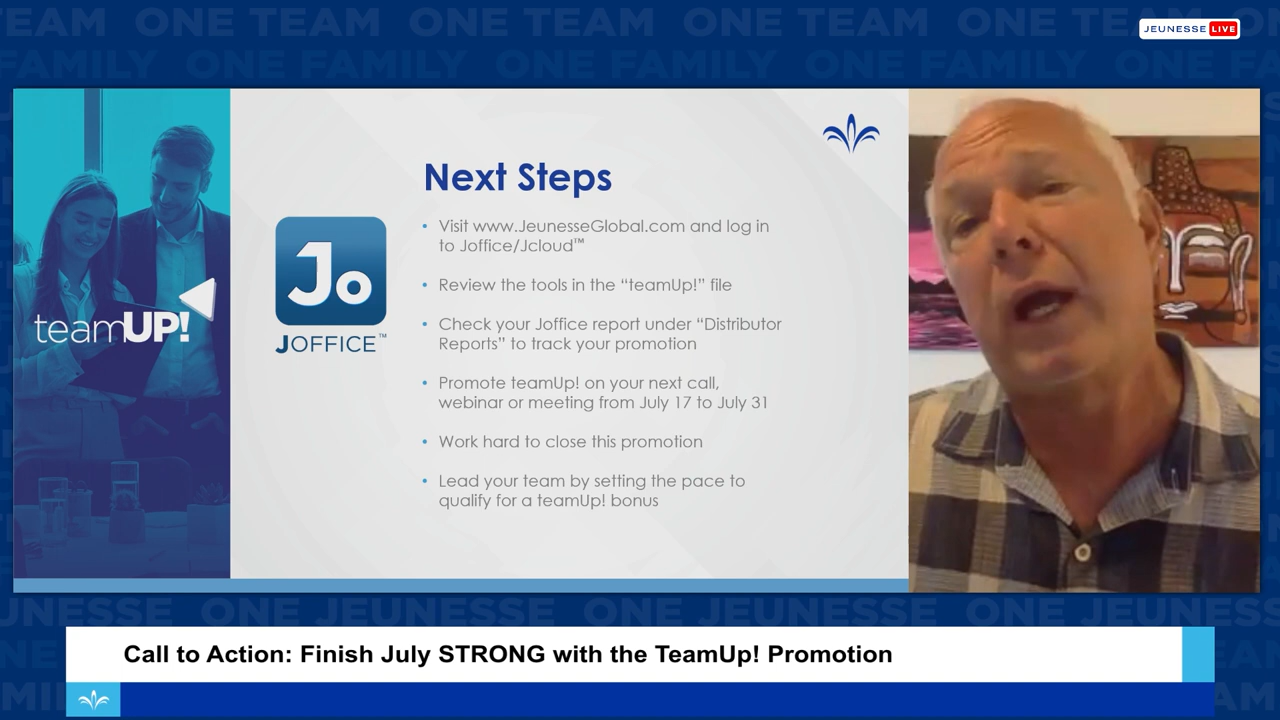 TEAM ONE TEAM ONE TEAM ONE TEAM ONE TEAM
JEUNESSE LIVE
FAMILY ONE FAMILY ONE FAMILY ONE FAMILY ONE FA
Next Steps
• Visit www.JeunesseGlobal.com and log in
to Joffice/Jcloud™
• Review the tools in the “teamUp!” file
• Check your Joffice report under “Distributor
Reports” to track your promotion
• Promote teamUp! on your next call,
webinar or meeting from July 17 to July 31
• Work hard to close this promotion
• Lead your team by setting the pace to
qualify for a teamUp! bonus
Jo
JOFFICE™
teamUP!
UNESSE ONE JEUNESSE ONE JEUNESSE ONE JEUNESSE
Call to Action: Finish July STRONG with the TeamUp! Promotion